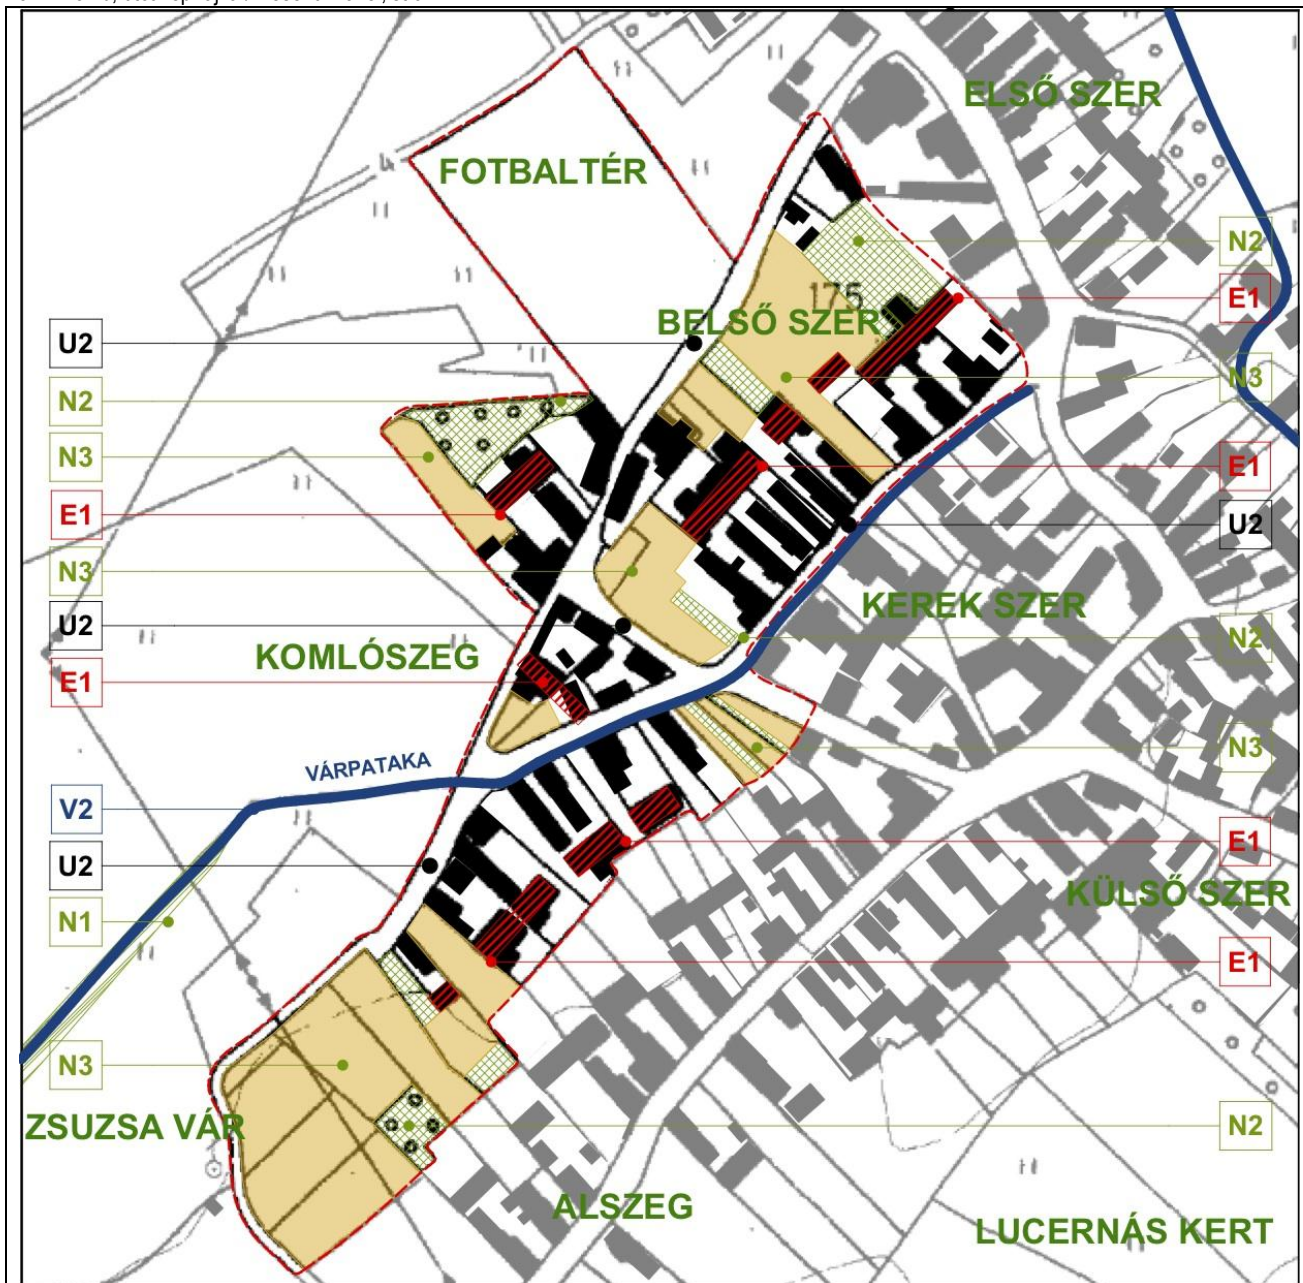 ELSŐ SZER
FOTBALTÉR
N2
175
E1
BELSŐ SZER
U2
N3
N2
N3
E1
E1
U2
N3
KEREK SZER
U2
N2
KOMLÓSZEG
E1
N3
VÁRPATAKA
V2
E1
U2
KÜLSŐ SZER
N1
E1
N3
ZSUZSA VÁR
N2
ALSZEG
LUCERNÁS KERT